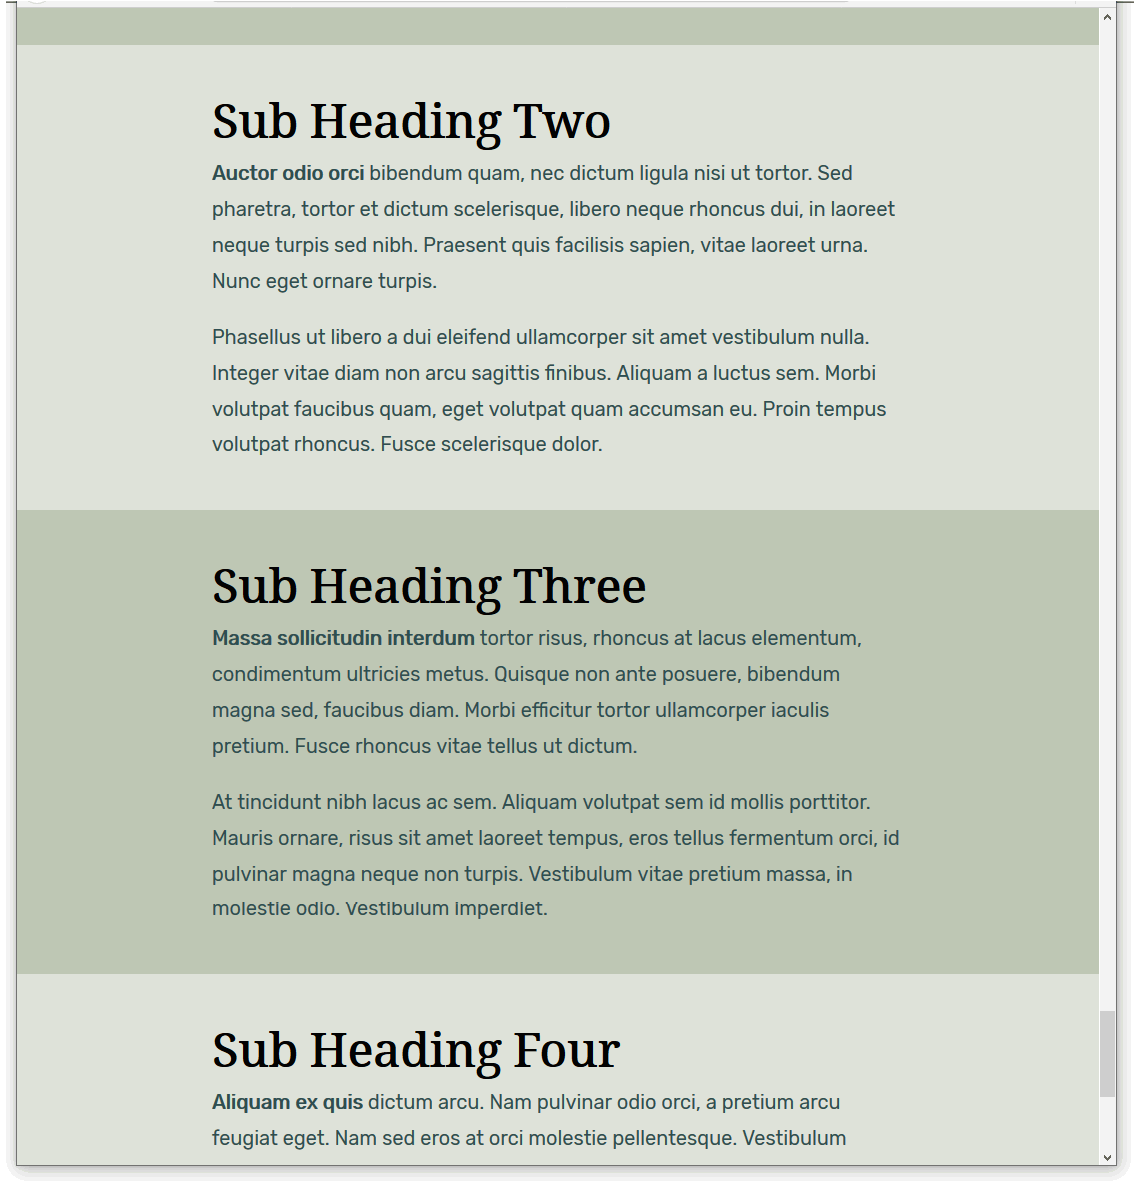 Sub Heading Two
Auctor odio orci bibendum quam, nec dictum ligula nisi ut tortor. Sed
pharetra, tortor et dictum scelerisque, libero neque rhoncus dui, in laoreet
neque turpis sed nibh. Praesent quis facilisis sapien, vitae laoreet urna.
Nunc eget ornare turpis.
Phasellus ut libero a dui eleifend ullamcorper sit amet vestibulum nulla.
Integer vitae diam non arcu sagittis finibus. Aliquam a luctus sem. Morbi
volutpat faucibus quam, eget volutpat quam accumsan eu. Proin tempus
volutpat rhoncus. Fusce scelerisque dolor.
Sub Heading Three
Massa sollicitudin interdum tortor risus, rhoncus at lacus elementum,
condimentum ultricies metus. Quisque non ante posuere, bibendum
magna sed, faucibus diam. Morbi efficitur tortor ullamcorper iaculis
pretium. Fusce rhoncus vitae tellus ut dictum.
At tincidunt nibh lacus ac sem. Aliquam volutpat sem id mollis porttitor.
Mauris ornare, risus sit amet laoreet tempus, eros tellus fermentum orci, id
pulvinar magna neque non turpis. Vestibulum vitae pretium massa, in
molestie odio. Vestibulum imperdiet.
Sub Heading Four
Aliquam ex quis dictum arcu. Nam pulvinar odio orci, a pretium arcu
feugiat eget. Nam sed eros at orci molestie pellentesque. Vestibulum